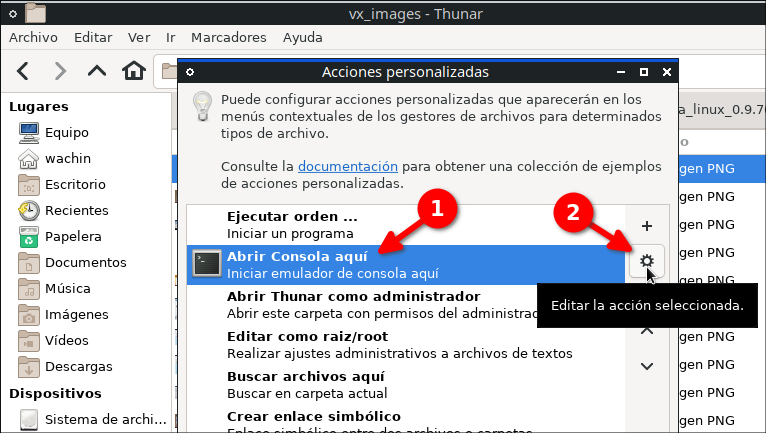 vx_images - Thunar
Archivo Editar Ver Ir Marcadores Ayuda
Acciones personalizadas
Puede configurar acciones personalizadas que aparecerán en los
menús contextuales de los gestores de archivos para determinados
tipos de archivo.
Consulte la documentación para obtener una colección de ejemplos
de acciones personalizadas.
Lugares
Equipo
wachin
Escritorio
Recientes
Papelera
Documentos
Música
Imágenes
Vídeos
Descargas
Dispositivos
Sistema de archi...
1
2
Ejecutar orden ...
Iniciar un programa
Abrir Consola aquí
Iniciar emulador de consola aquí
Abrir Thunar como administrador
Abrir este carpeta con permisos del administrad
Editar como raiz/root
Realizar ajustes administrativos a archivos de textos
Buscar archivos aquí
Buscar en carpeta actual
Crear enlace simbólico
Enlace simbólico entre dos archivos o carpetas
Editar la acción seleccionada.
a_linux_0.9.7
o
gen PNG
gen PNG
gen PNG
gen PNG
gen PNG
gen PNG
gen PNG
gen PNG
gen PNG